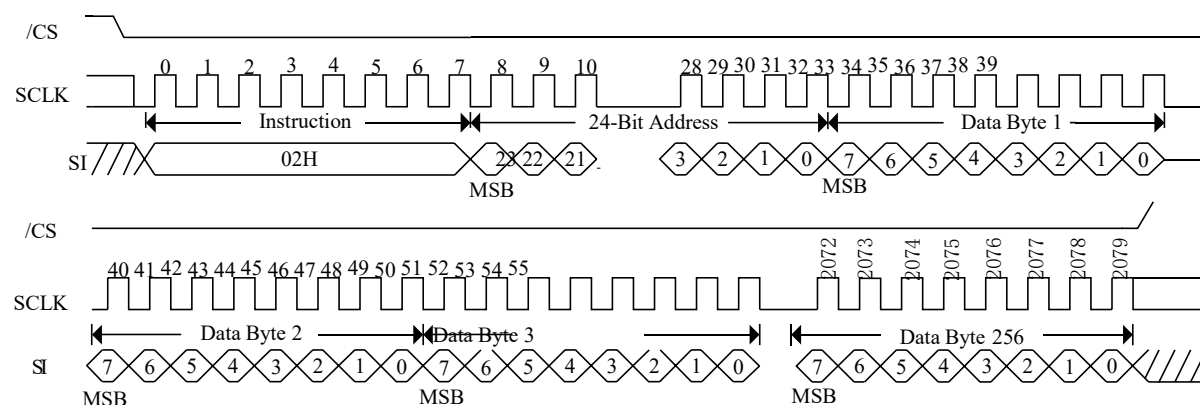 /CS
0 1 2 3 4 5 6 7 8 9 10 28 29 30 31 32 33 34 35 36 37 38 39
SCLK
Instruction 24-Bit Address Data Byte 1
SI 02H 23 22 21 3 2 1 0 7 6 5 4 3 2 1 0
MSB MSB
/CS
40 41 42 43 44 45 46 47 48 49 50 51 52 53 54 55 2072 2073 2074 2075 2076 2077 2078 2079
SCLK
Data Byte 2 Data Byte 3 Data Byte 256
SI 7 6 5 4 3 2 1 0 7 6 5 4 3 2 1 0 7 6 5 4 3 2 1 0
MSB MSB MSB